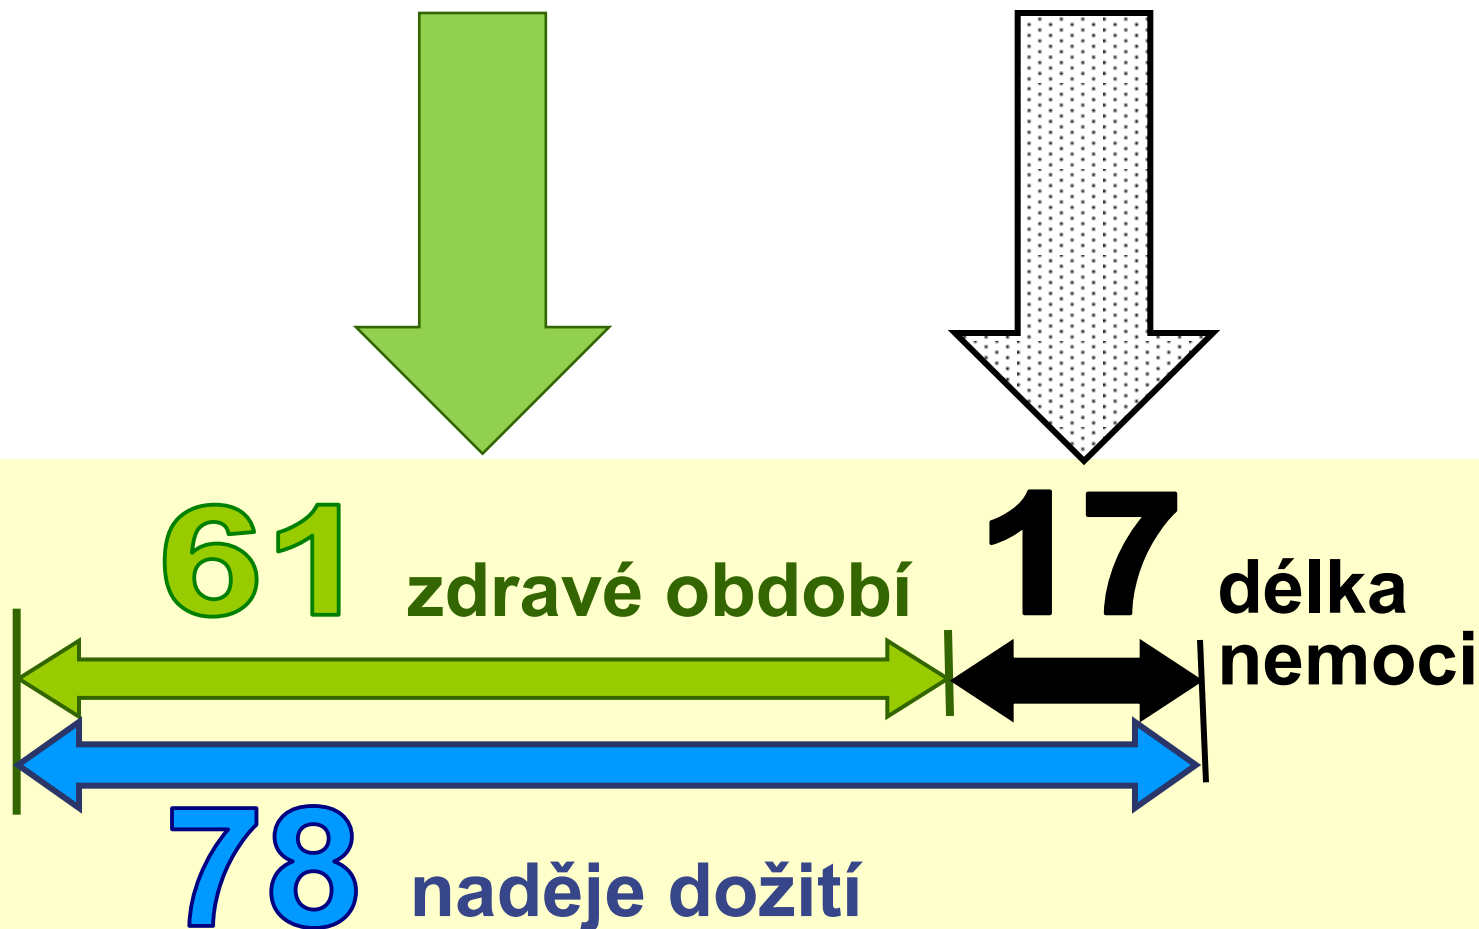 61 zdravé období
17 délka
nemoci
78 naděje dožití